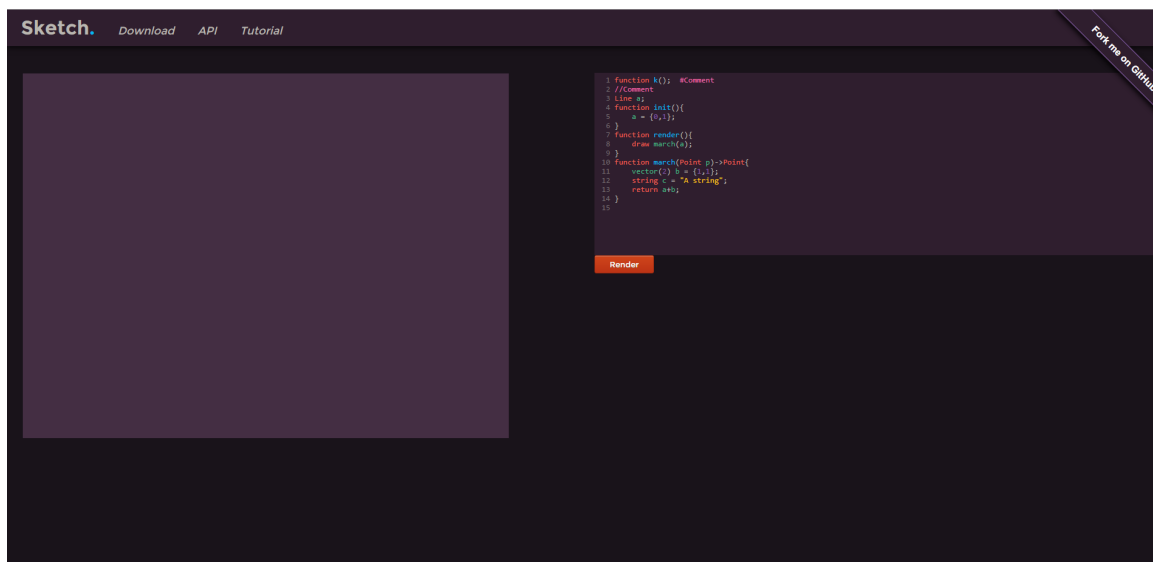 Sketch. Download API Tutorial
Fork me on GitHub
1 function k();  #Comment
2 //Comment
3 Line a;
4 function init(){
5     a = {0,1};
6 }
7 function render(){
8     draw march(a);
9 }
10 function march(Point p)->Point{
11     vector(2) b = {1,1};
12     string c = "A string";
13     return a+b;
14 }
15
Render